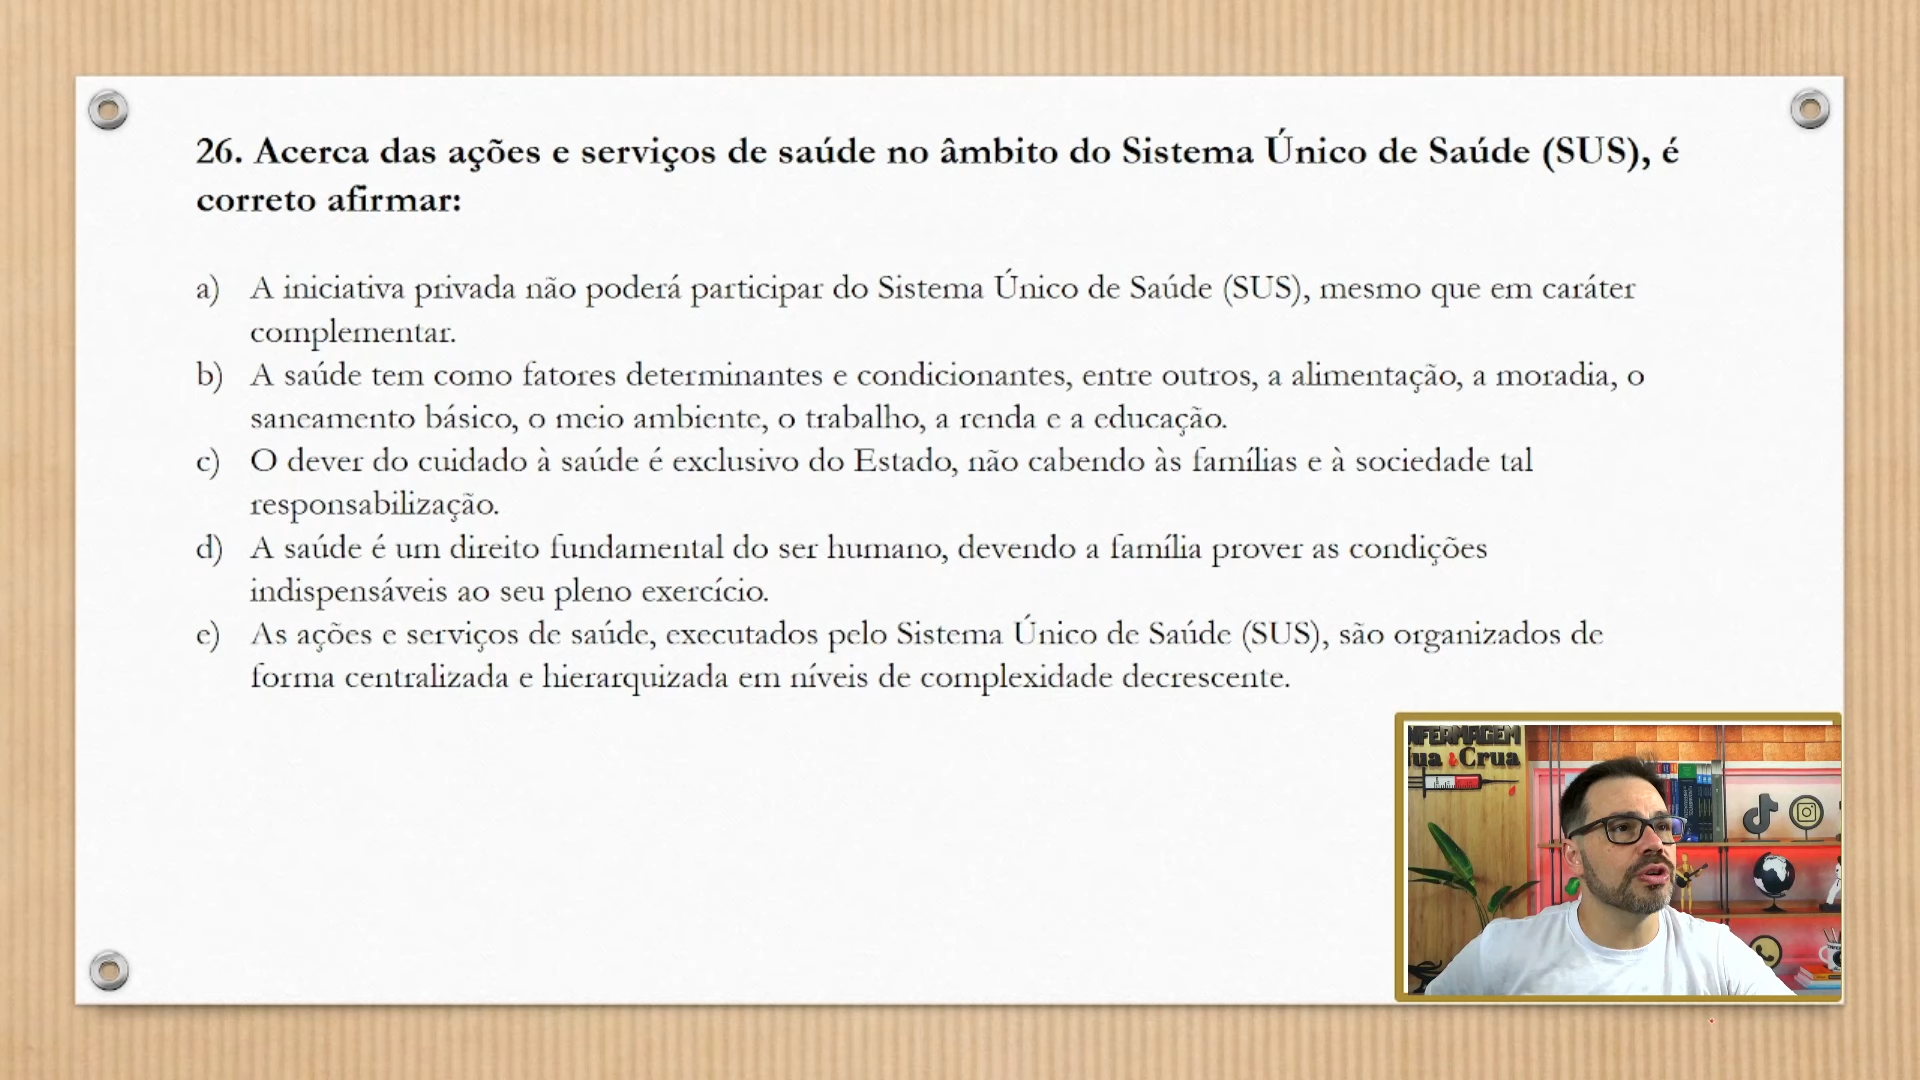 26. Acerca das ações e serviços de saúde no âmbito do Sistema Único de Saúde (SUS), é
correto afirmar:
a) A iniciativa privada não poderá participar do Sistema Único de Saúde (SUS), mesmo que em caráter
complementar.
b) A saúde tem como fatores determinantes e condicionantes, entre outros, a alimentação, a moradia, o
saneamento básico, o meio ambiente, o trabalho, a renda e a educação.
c) O dever do cuidado à saúde é exclusivo do Estado, não cabendo às famílias e à sociedade tal
responsabilização.
d) A saúde é um direito fundamental do ser humano, devendo a família prover as condições
indispensáveis ao seu pleno exercício.
e) As ações e serviços de saúde, executados pelo Sistema Único de Saúde (SUS), são organizados de
forma centralizada e hierarquizada em níveis de complexidade decrescente.
NFERMAGEM
ua & Crua